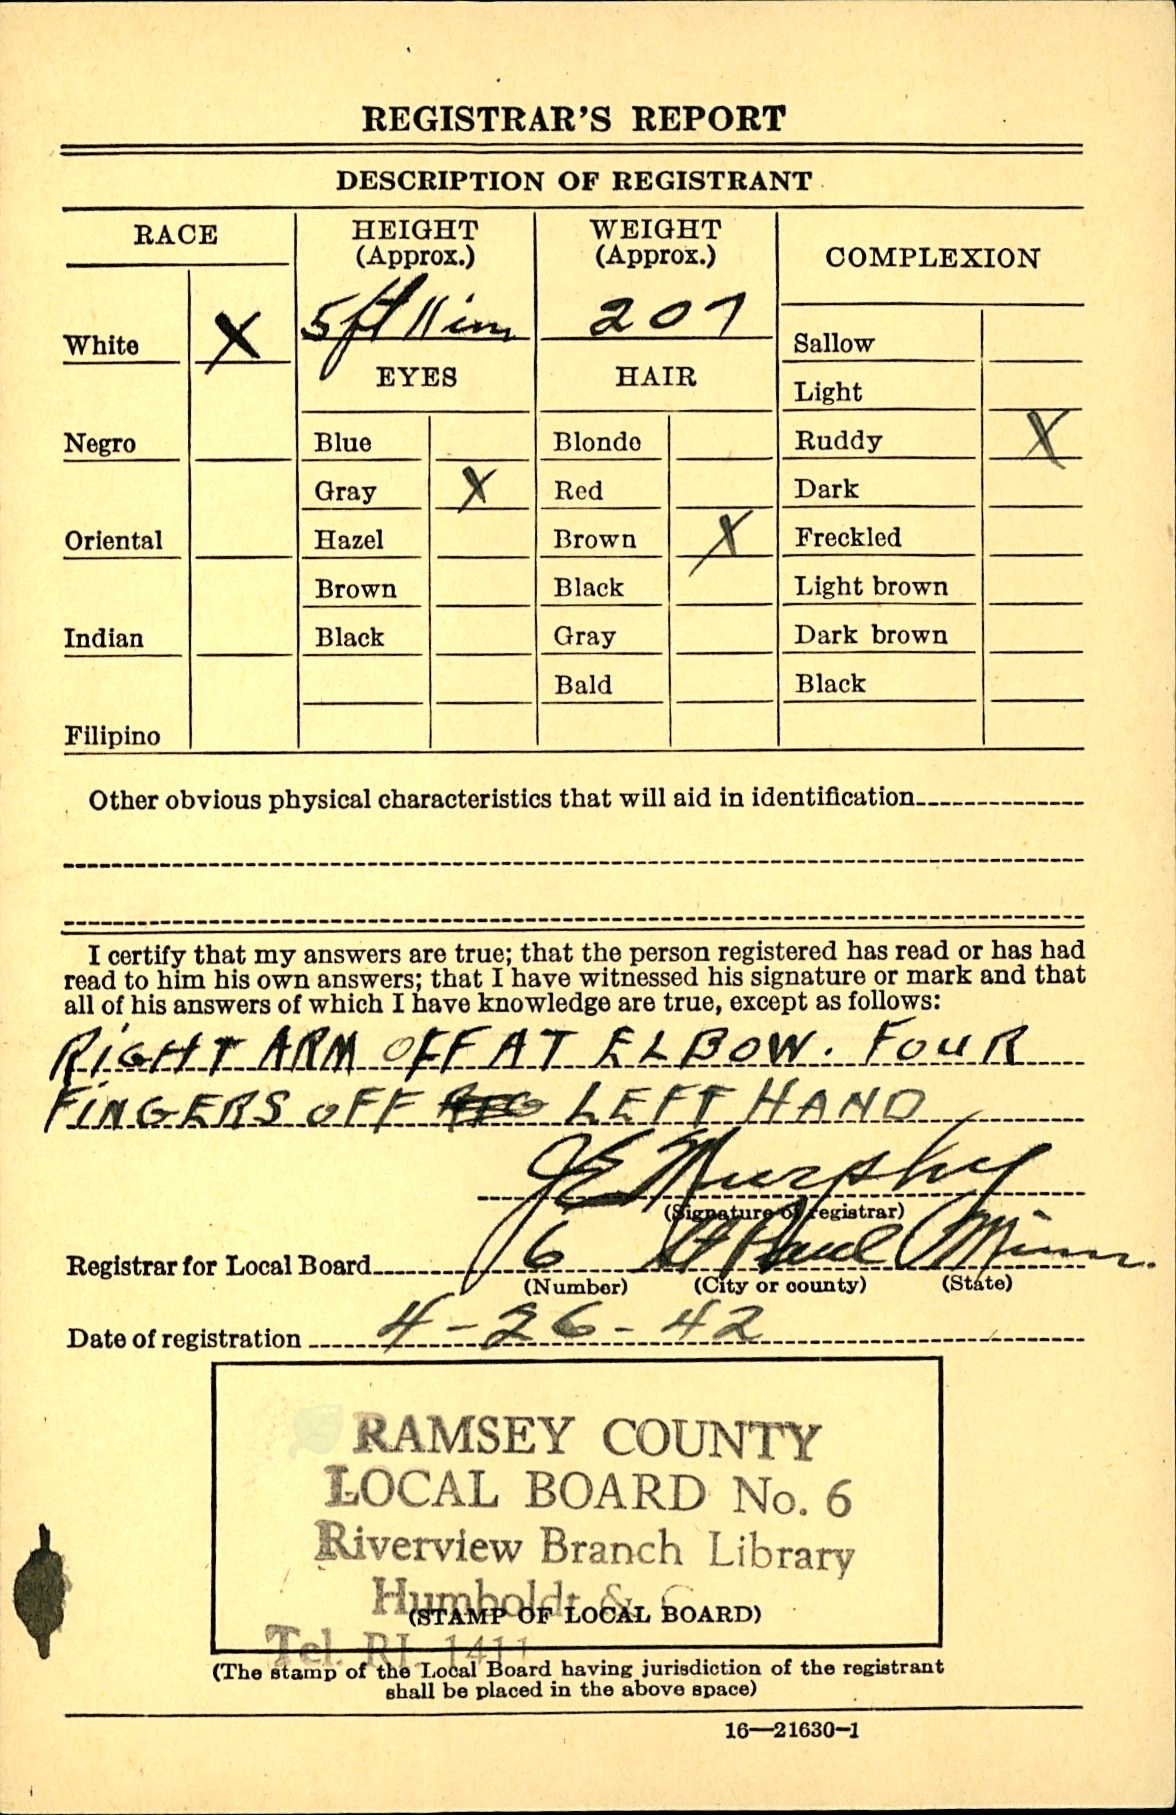 REGISTRAR'S REPORT
DESCRIPTION OF REGISTRANT
RACE
HEIGHT
(Approx.)
WEIGHT
(Approx.)
COMPLEXION
5 ft 11 in
207
White X
EYES
HAIR
Sallow
Light
Negro
Blue
Blonde
Ruddy X
Gray X
Red
Dark
Oriental
Hazel
Brown X
Freckled
Brown
Black
Light brown
Indian
Black
Gray
Dark brown
Bald
Black
Filipino
Other obvious physical characteristics that will aid in identification
I certify that my answers are true; that the person registered has read or has had
read to him his own answers; that I have witnessed his signature or mark and that
all of his answers of which I have knowledge are true, except as follows:
RIGHT ARM OFF AT ELBOW. FOUR
FINGERS OFF LEFT HAND
J E Murphy
(Signature of registrar)
Registrar for Local Board 6 St Paul Minn.
(Number) (City or county) (State)
Date of registration 4-26-42
RAMSEY COUNTY
LOCAL BOARD No. 6
Riverview Branch Library
Humboldt &
(STAMP OF LOCAL BOARD)
Tel. RI. 1411
(The stamp of the Local Board having jurisdiction of the registrant
shall be placed in the above space)
16—21630-1